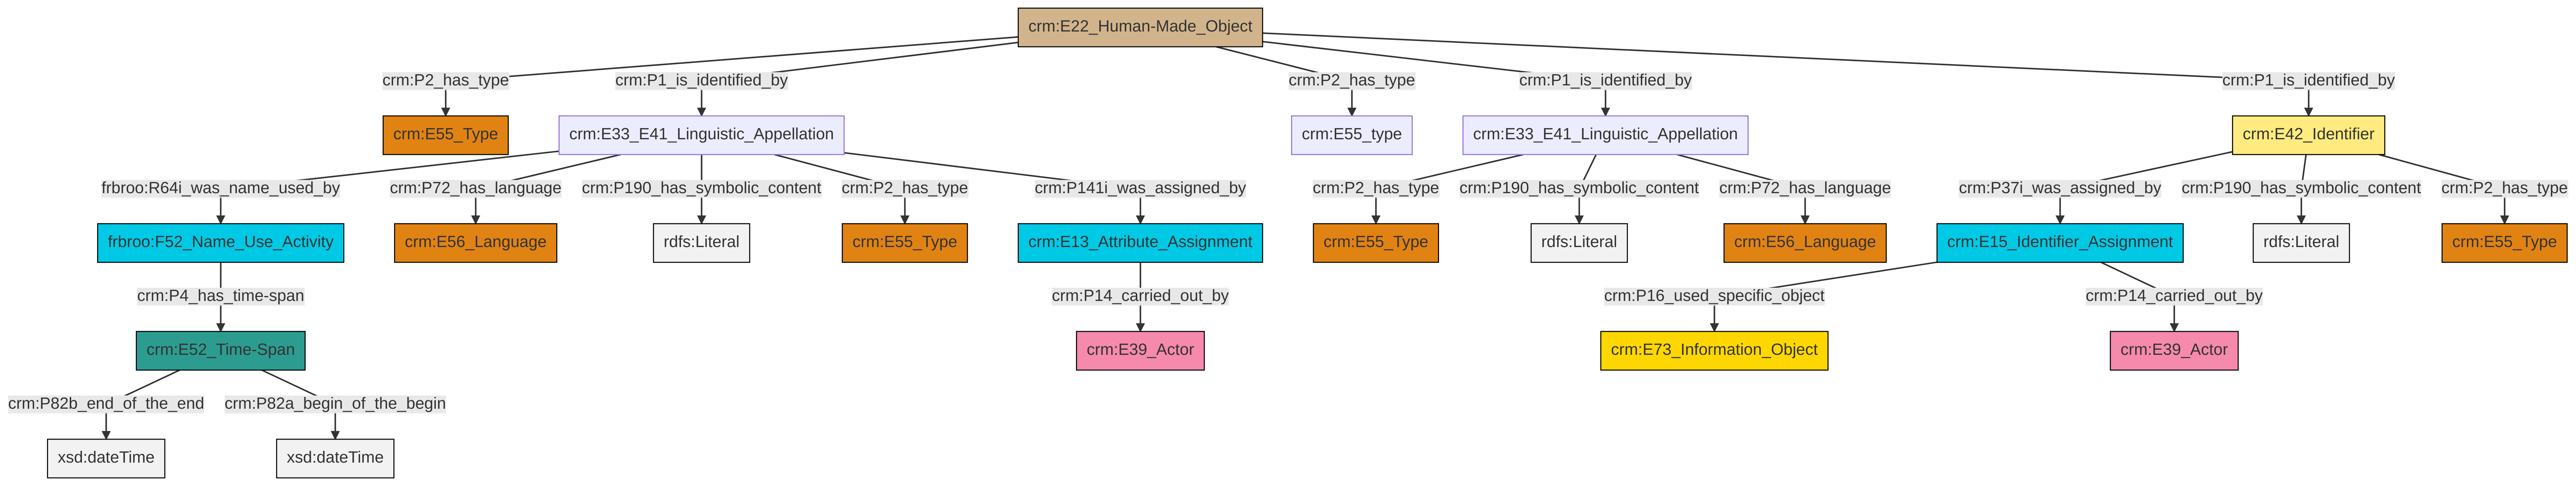 crm:E22_Human-Made_Object
crm:P2_has_type
crm:P1_is_identified_by
crm:P2_has_type
crm:P1_is_identified_by
crm:P1_is_identified_by
crm:E55_Type
crm:E33_E41_Linguistic_Appellation
crm:E55_type
crm:E33_E41_Linguistic_Appellation
crm:E42_Identifier
frbroo:R64i_was_name_used_by
crm:P72_has_language
crm:P190_has_symbolic_content
crm:P2_has_type
crm:P141i_was_assigned_by
crm:P2_has_type
crm:P190_has_symbolic_content
crm:P72_has_language
crm:P37i_was_assigned_by
crm:P190_has_symbolic_content
crm:P2_has_type
frbroo:F52_Name_Use_Activity
crm:E56_Language
rdfs:Literal
crm:E55_Type
crm:E13_Attribute_Assignment
crm:E55_Type
rdfs:Literal
crm:E56_Language
crm:E15_Identifier_Assignment
rdfs:Literal
crm:E55_Type
crm:P4_has_time-span
crm:P14_carried_out_by
crm:P16_used_specific_object
crm:P14_carried_out_by
crm:E52_Time-Span
crm:E39_Actor
crm:E73_Information_Object
crm:E39_Actor
crm:P82b_end_of_the_end
crm:P82a_begin_of_the_begin
xsd:dateTime
xsd:dateTime